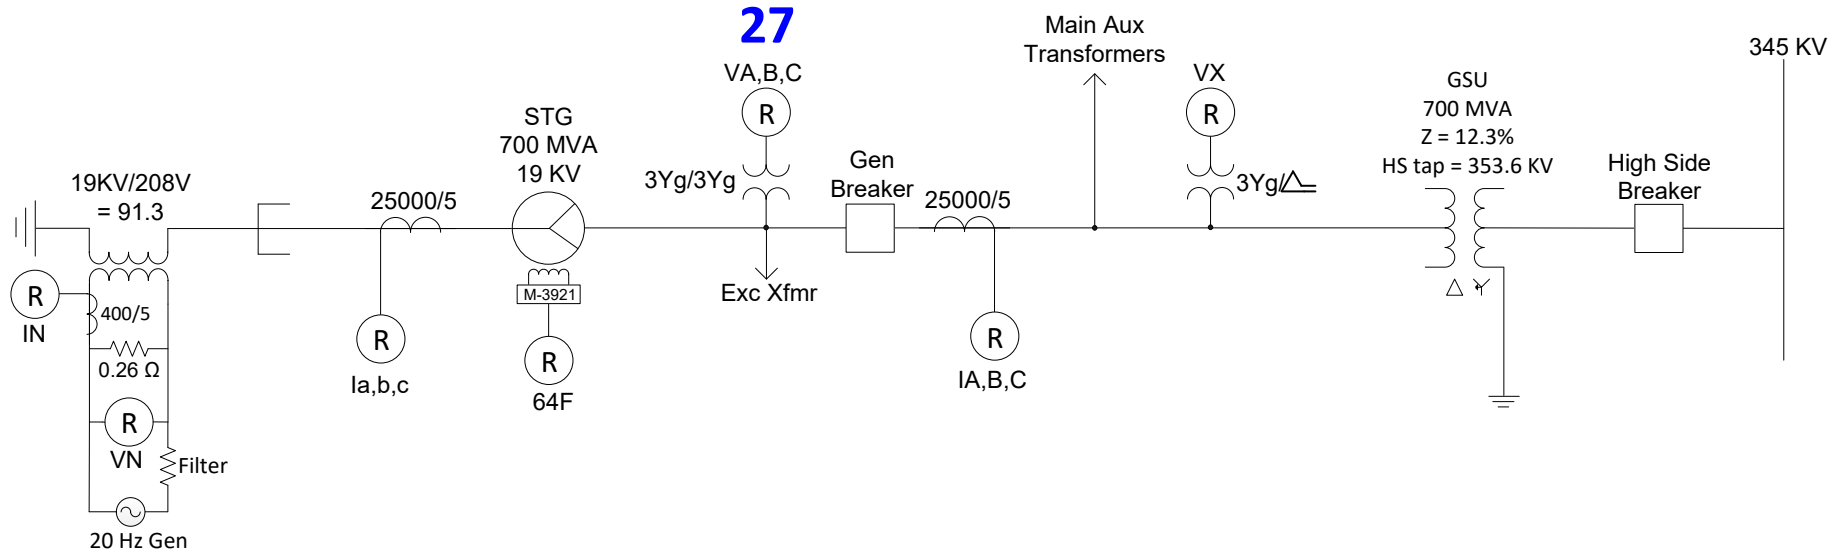 27
VA,B,C
R
Main Aux
Transformers
VX
R
345 KV
GSU
700 MVA
Z = 12.3%
HS tap = 353.6 KV
STG
700 MVA
19 KV
Gen
Breaker
High Side
Breaker
19KV/208V
= 91.3
25000/5
3Yg/3Yg
25000/5
3Yg/
R
IN
400/5
0.26 Ω
R
VN
Filter
20 Hz Gen
R
Ia,b,c
M-3921
R
64F
Exc Xfmr
R
IA,B,C